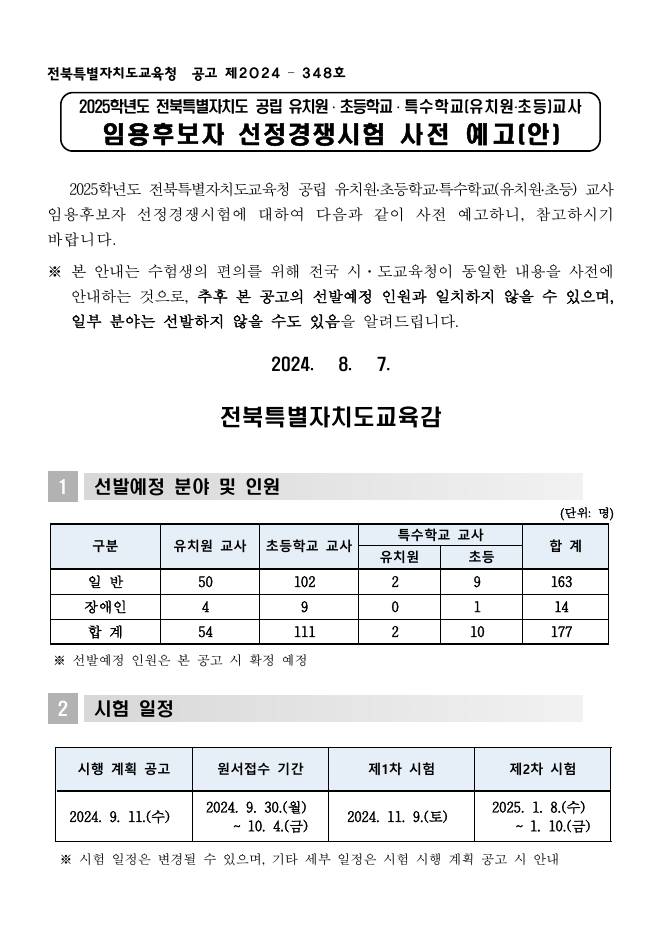 전북특별자치도교육청 공고 제2024 - 348호
2025학년도 전북특별자치도 공립 유치원·초등학교·특수학교(유치원·초등)교사
임용후보자 선정경쟁시험 사전 예고(안)
2025학년도 전북특별자치도교육청 공립 유치원·초등학교·특수학교(유치원·초등) 교사
임용후보자 선정경쟁시험에 대하여 다음과 같이 사전 예고하니, 참고하시기
바랍니다.
※ 본 안내는 수험생의 편의를 위해 전국 시·도교육청이 동일한 내용을 사전에
안내하는 것으로, 추후 본 공고의 선발예정 인원과 일치하지 않을 수 있으며,
일부 분야는 선발하지 않을 수도 있음을 알려드립니다.
2024. 8. 7.
전북특별자치도교육감
1 선발예정 분야 및 인원
(단위: 명)
구분 유치원 교사 초등학교 교사 특수학교 교사 합 계
유치원 초등
일 반 50 102 2 9 163
장애인 4 9 0 1 14
합 계 54 111 2 10 177
※ 선발예정 인원은 본 공고 시 확정 예정
2 시험 일정
시행 계획 공고 원서접수 기간 제1차 시험 제2차 시험
2024. 9. 11.(수) 2024. 9. 30.(월) 2024. 11. 9.(토) 2025. 1. 8.(수)
~ 10. 4.(금) ~ 1. 10.(금)
※ 시험 일정은 변경될 수 있으며, 기타 세부 일정은 시험 시행 계획 공고 시 안내